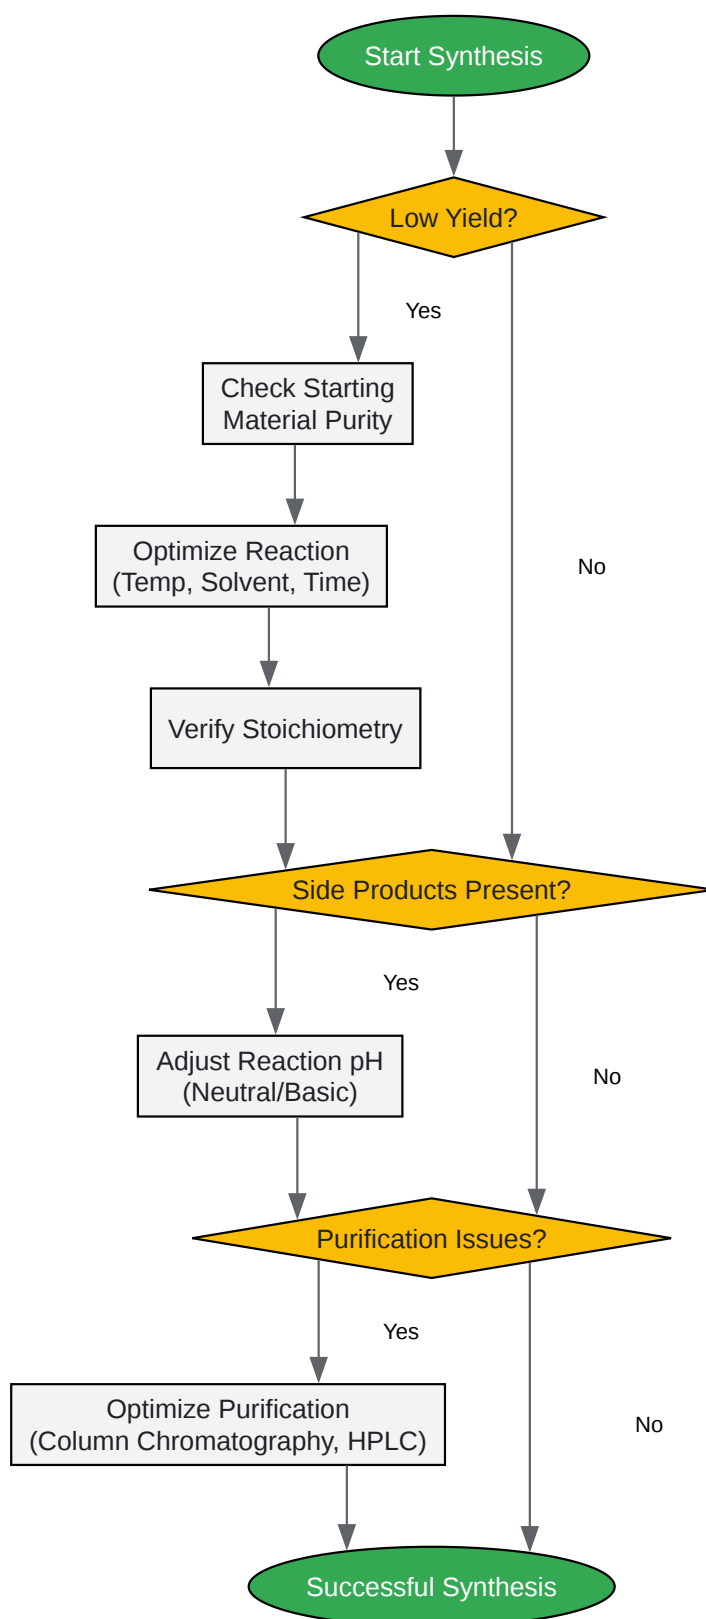 Start Synthesis
Low Yield?
Yes
Check Starting
Material Purity
Optimize Reaction
(Temp, Solvent, Time)
No
Verify Stoichiometry
Side Products Present?
Yes
Adjust Reaction pH
(Neutral/Basic)
No
Purification Issues?
Yes
Optimize Purification
(Column Chromatography, HPLC)
No
Successful Synthesis